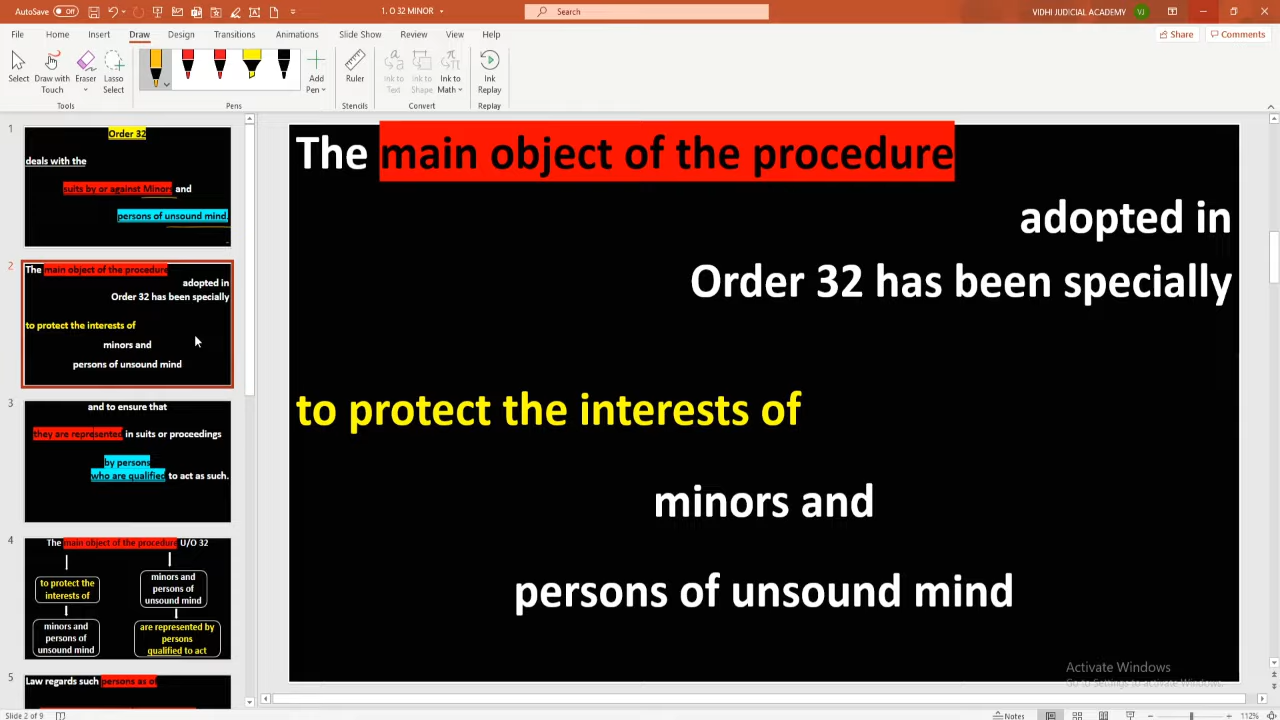 AutoSave Off
1. O 32 MINOR
Search
VIDHI JUDICIAL ACADEMY VJ
File Home Insert Draw Design Transitions Animations Slide Show Review View Help
Share Comments
Select Draw with Touch Eraser Lasso Select Add Pen Ruler Ink to Text Ink to Shape Ink to Math Ink Replay
Tools Pens Stencils Convert Replay
1
Order 32
deals with the
suits by or against Minors and
persons of unsound mind.
2
The main object of the procedure
adopted in
Order 32 has been specially
to protect the interests of
minors and
persons of unsound mind
3
and to ensure that
they are represented in suits or proceedings
by persons
who are qualified to act as such.
4
The main object of the procedure U/O 32
to protect the
interests of
minors and
persons of
unsound mind
minors and
persons of
unsound mind
are represented by
persons
qualified to act
5
Law regards such persons as of
The main object of the procedure
adopted in
Order 32 has been specially
to protect the interests of
minors and
persons of unsound mind
Activate Windows
Go to Settings to activate Windows.
Slide 2 of 9
Notes
112%